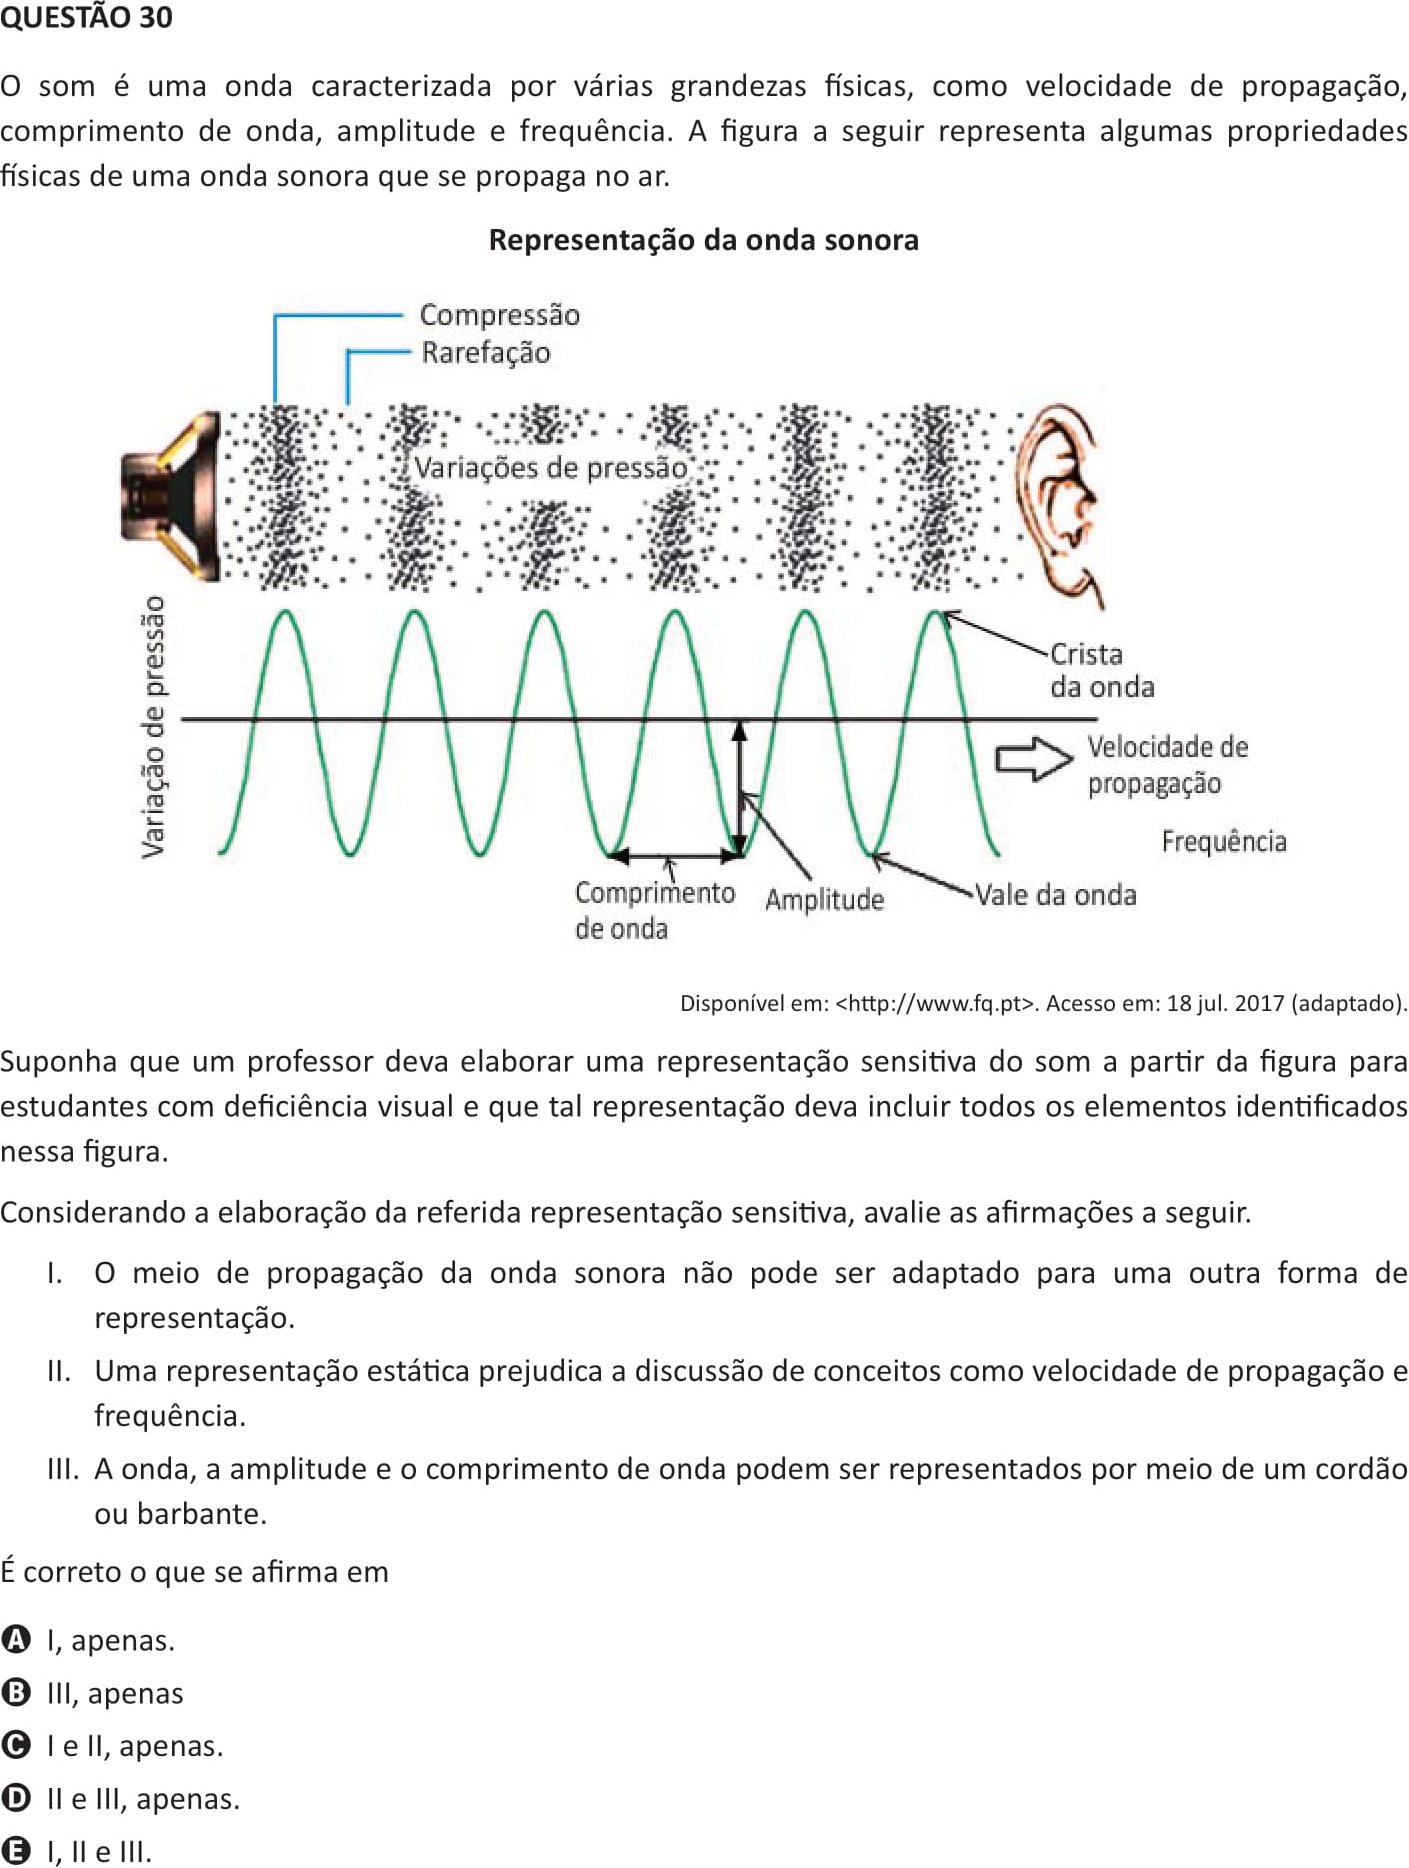 QUESTÃO 30
O som é uma onda caracterizada por várias grandezas físicas, como velocidade de propagação,
comprimento de onda, amplitude e frequência. A figura a seguir representa algumas propriedades
físicas de uma onda sonora que se propaga no ar.
Representação da onda sonora
Compressão
Rarefação
Variações de pressão
Variação de pressão
Crista
da onda
Velocidade de
propagação
Frequência
Comprimento
de onda
Amplitude
Vale da onda
Disponível em: <http://www.fq.pt>. Acesso em: 18 jul. 2017 (adaptado).
Suponha que um professor deva elaborar uma representação sensitiva do som a partir da figura para
estudantes com deficiência visual e que tal representação deva incluir todos os elementos identificados
nessa figura.
Considerando a elaboração da referida representação sensitiva, avalie as afirmações a seguir.
I. O meio de propagação da onda sonora não pode ser adaptado para uma outra forma de
representação.
II. Uma representação estática prejudica a discussão de conceitos como velocidade de propagação e
frequência.
III. A onda, a amplitude e o comprimento de onda podem ser representados por meio de um cordão
ou barbante.
É correto o que se afirma em
A I, apenas.
B III, apenas
C I e II, apenas.
D II e III, apenas.
E I, II e III.